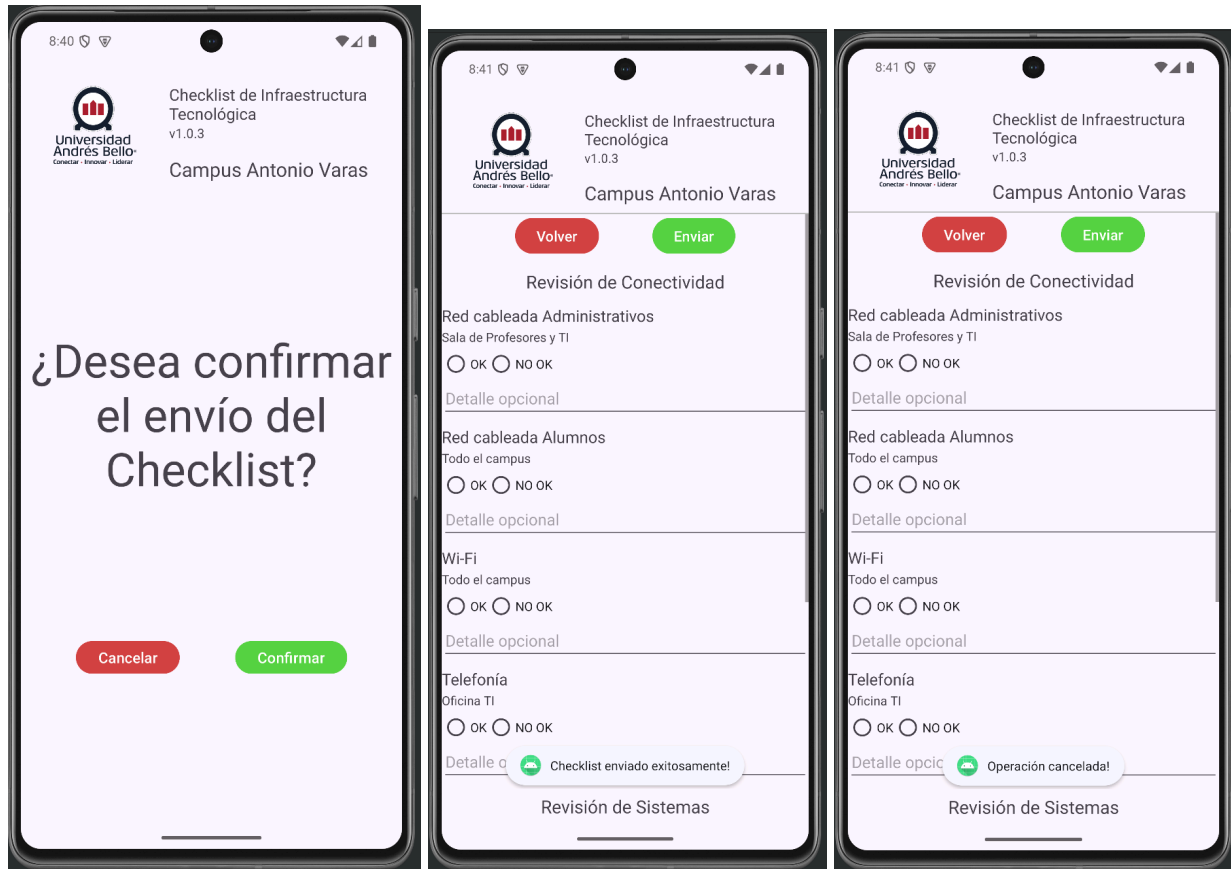 8:40
Universidad
Andrés Bello
Conectar - Innovar - Liderar
Checklist de Infraestructura
Tecnológica
v1.0.3
Campus Antonio Varas
¿Desea confirmar
el envío del
Checklist?
Cancelar
Confirmar
8:41
Universidad
Andrés Bello
Conectar - Innovar - Liderar
Checklist de Infraestructura
Tecnológica
v1.0.3
Campus Antonio Varas
Volver
Enviar
Revisión de Conectividad
Red cableada Administrativos
Sala de Profesores y TI
OK NO OK
Detalle opcional
Red cableada Alumnos
Todo el campus
OK NO OK
Detalle opcional
Wi-Fi
Todo el campus
OK NO OK
Detalle opcional
Telefonía
Oficina TI
OK NO OK
Detalle o
Checklist enviado exitosamente!
Revisión de Sistemas
8:41
Universidad
Andrés Bello
Conectar - Innovar - Liderar
Checklist de Infraestructura
Tecnológica
v1.0.3
Campus Antonio Varas
Volver
Enviar
Revisión de Conectividad
Red cableada Administrativos
Sala de Profesores y TI
OK NO OK
Detalle opcional
Red cableada Alumnos
Todo el campus
OK NO OK
Detalle opcional
Wi-Fi
Todo el campus
OK NO OK
Detalle opcional
Telefonía
Oficina TI
OK NO OK
Detalle opcio
Operación cancelada!
Revisión de Sistemas